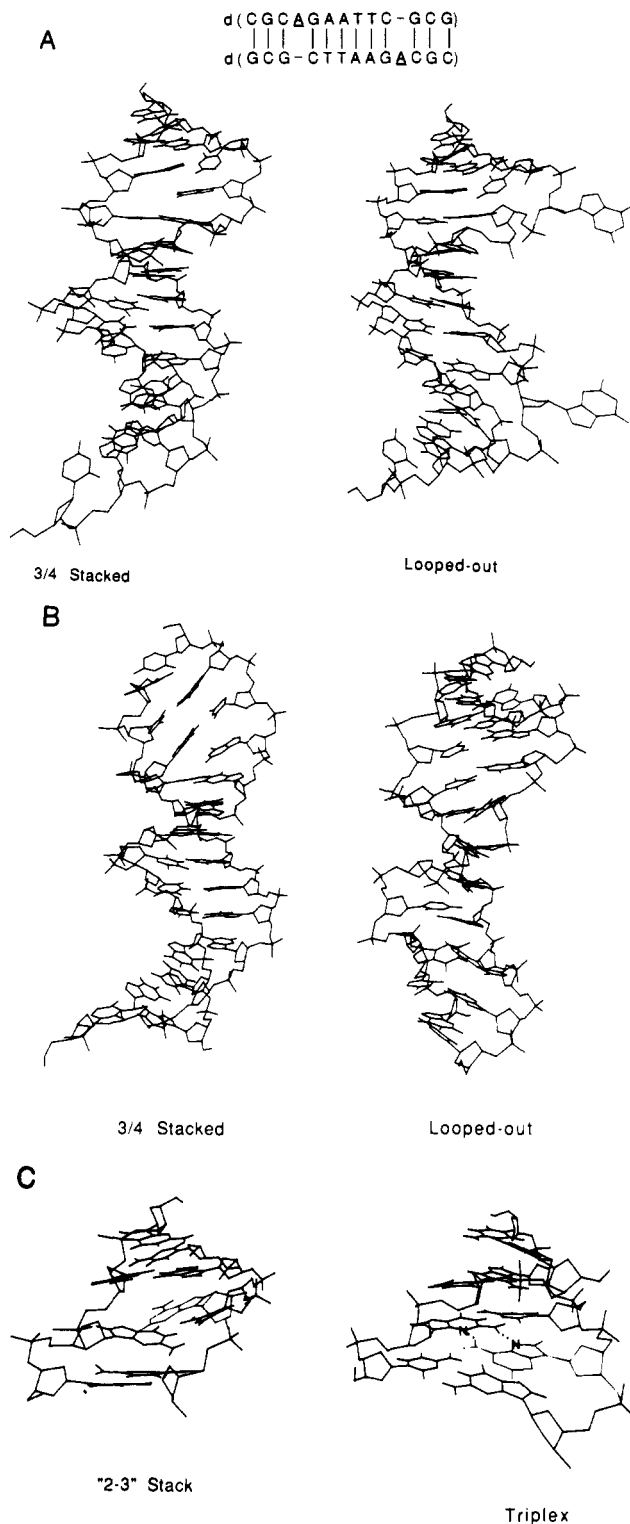 A
d(CGCAGAATTC-GCG)
d(GCG-CTTAAGACGC)
3/4 Stacked
Looped-out
B
3/4 Stacked
Looped-out
C
N
N
"2-3" Stack
Triplex